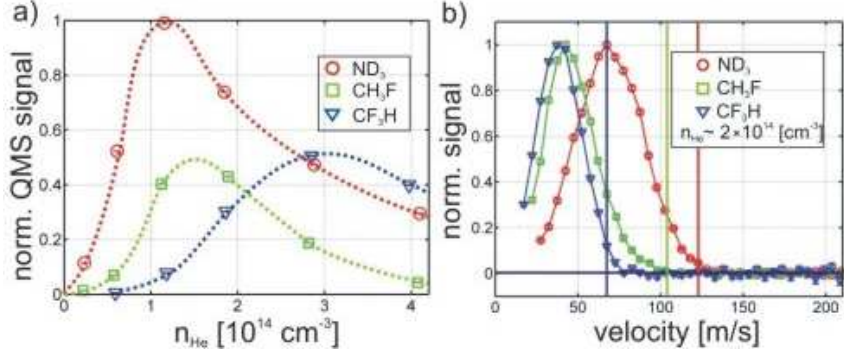 a)
norm. QMS signal
1
0.8
0.6
0.4
0.2
0
0
1
2
3
4
n_He [10^14 cm^-3]
ND₃
CH₃F
CF₃H
b)
norm. signal
1
0.8
0.6
0.4
0.2
0
0
50
100
150
200
velocity [m/s]
ND₃
CH₃F
CF₃H
n_He~ 2×10^14 [cm^-3]